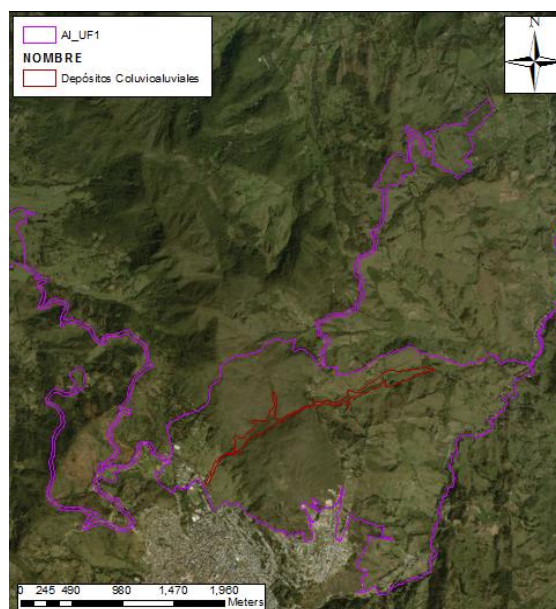 AI_UF1
NOMBRE
Depósitos Coluvioaluviales
N
0 245 490 980 1,470 1,960
Meters